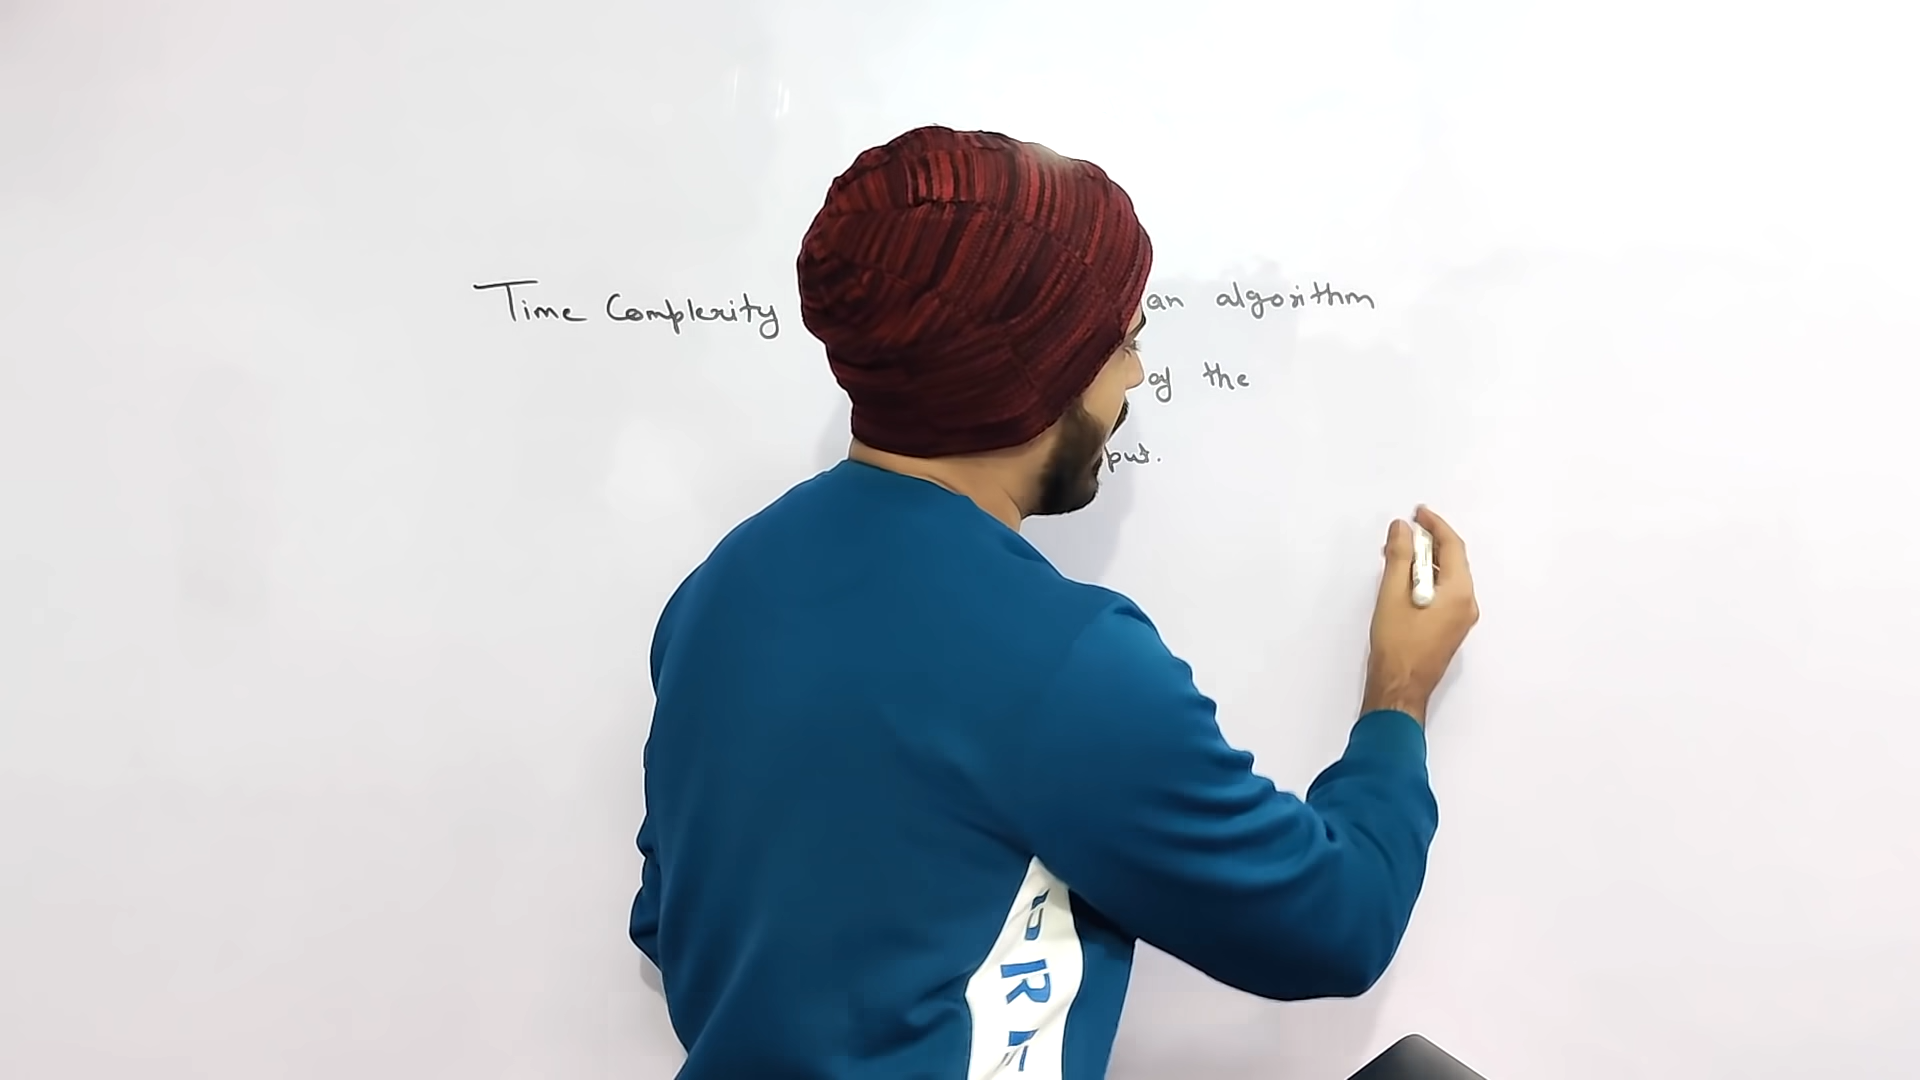 Time Complexity an algorithm
of the
put.